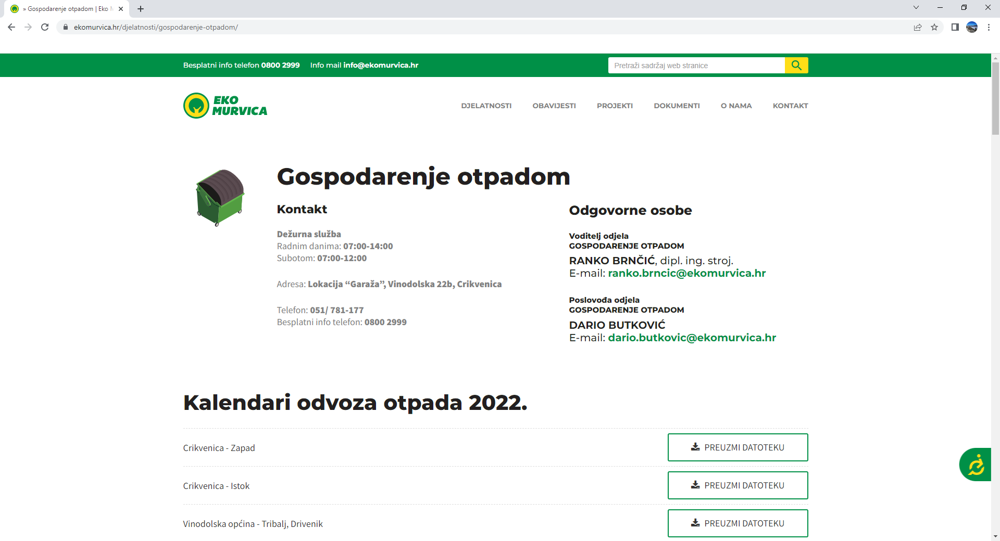 » Gospodarenje otpadom | Eko
ekomurvica.hr/djelatnosti/gospodarenje-otpadom/
Besplatni info telefon 0800 2999 Info mail info@ekomurvica.hr
Pretraži sadržaj web stranice
EKO
MURVICA
DJELATNOSTI OBAVIJESTI PROJEKTI DOKUMENTI O NAMA KONTAKT
Gospodarenje otpadom
Kontakt
Dežurna služba
Radnim danima: 07:00-14:00
Subotom: 07:00-12:00
Adresa: Lokacija “Garaža”, Vinodolska 22b, Crikvenica
Telefon: 051/ 781-177
Besplatni info telefon: 0800 2999
Odgovorne osobe
Voditelj odjela
GOSPODARENJE OTPADOM
RANKO BRNČIĆ, dipl. ing. stroj.
E-mail: ranko.brncic@ekomurvica.hr
Poslovođa odjela
GOSPODARENJE OTPADOM
DARIO BUTKOVIĆ
E-mail: dario.butkovic@ekomurvica.hr
Kalendari odvoza otpada 2022.
Crikvenica - Zapad PREUZMI DATOTEKU
Crikvenica - Istok PREUZMI DATOTEKU
Vinodolska općina - Tribalj, Drivenik PREUZMI DATOTEKU